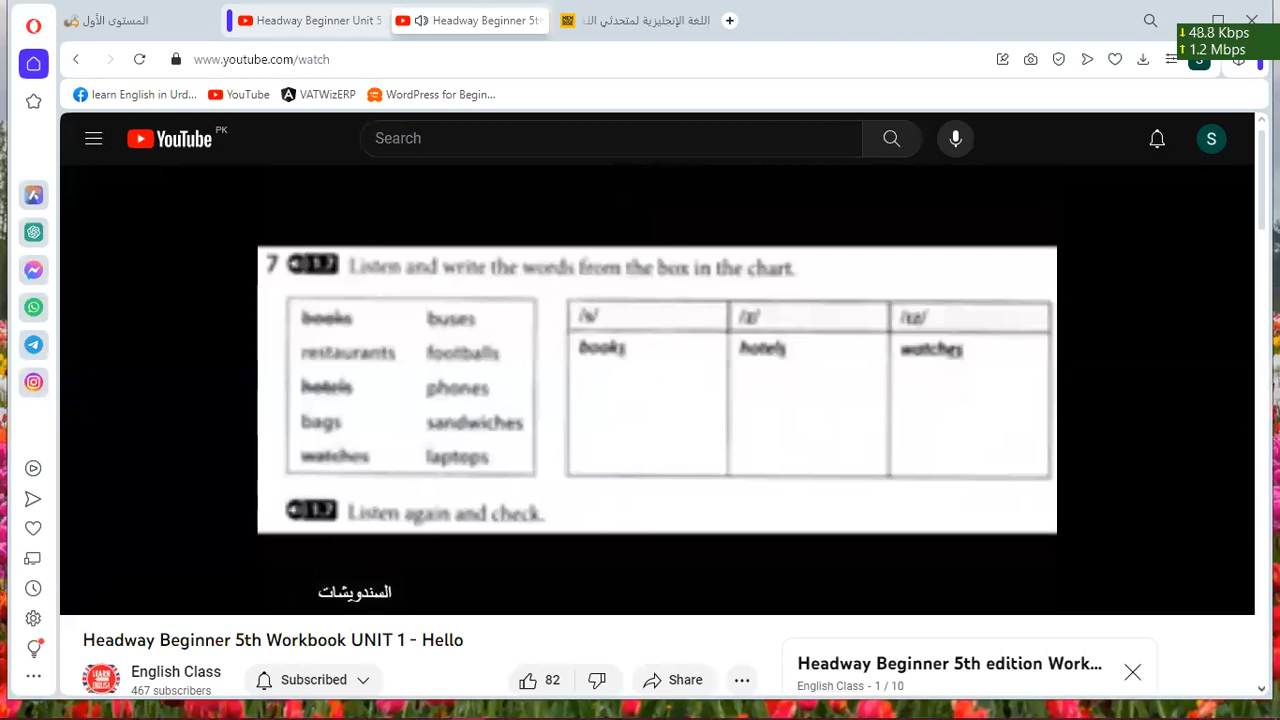 المستوى الأول
Headway Beginner Unit 5
Headway Beginner 5th
اللغة الإنجليزية لمتحدثي الل
48.8 Kbps
1.2 Mbps
www.youtube.com/watch
learn English in Urd...
YouTube
VATWizERP
WordPress for Begin...
YouTube PK
Search
S
7 1.7 Listen and write the words from the box in the chart.
books buses
restaurants footballs
hotels phones
bags sandwiches
watches laptops
/s/ /z/ /ɪz/
books hotels watches
1.7 Listen again and check.
السندويشات
Headway Beginner 5th Workbook UNIT 1 - Hello
English Class
467 subscribers
Subscribed
82
Share
Headway Beginner 5th edition Work...
English Class - 1 / 10